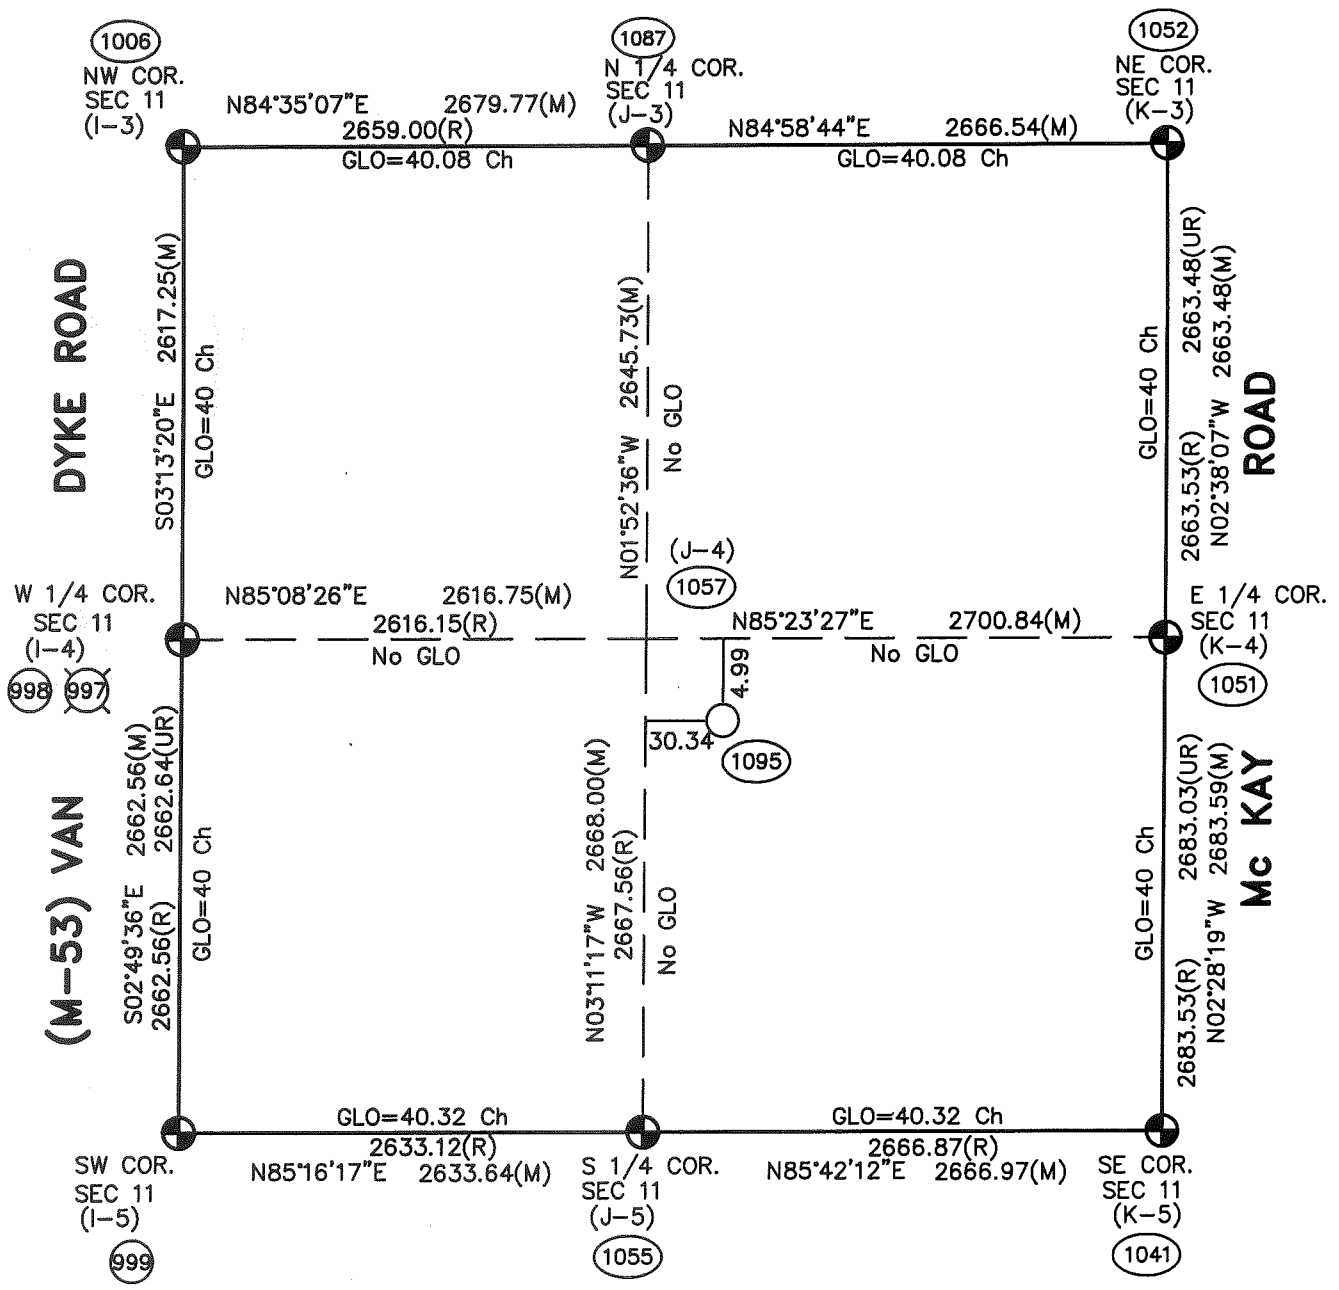 1006
NW COR.
SEC 11
(I-3)
1087
N 1/4 COR.
SEC 11
(J-3)
1052
NE COR.
SEC 11
(K-3)
N84°35'07"E 2679.77(M)
2659.00(R)
GLO=40.08 Ch
N84°58'44"E 2666.54(M)
GLO=40.08 Ch
DYKE ROAD
S03°13'20"E 2617.25(M)
GLO=40 Ch
N01°52'36"W 2645.73(M)
No GLO
GLO=40 Ch
2663.53(R) 2663.48(UR)
N02°38'07"W 2663.48(M)
ROAD
W 1/4 COR.
SEC 11
(I-4)
998 997
N85°08'26"E 2616.75(M)
2616.15(R)
No GLO
(J-4)
1057
N85°23'27"E 2700.84(M)
No GLO
E 1/4 COR.
SEC 11
(K-4)
1051
4.99
30.34
1095
(M-53) VAN
S02°49'36"E 2662.56(M)
2662.56(R) 2662.64(UR)
GLO=40 Ch
N03°11'17"W 2668.00(M)
2667.56(R)
No GLO
GLO=40 Ch
2683.53(R) 2683.03(UR)
N02°28'19"W 2683.59(M)
Mc KAY
GLO=40.32 Ch
2633.12(R)
N85°16'17"E 2633.64(M)
GLO=40.32 Ch
2666.87(R)
N85°42'12"E 2666.97(M)
SW COR.
SEC 11
(I-5)
999
S 1/4 COR.
SEC 11
(J-5)
1055
SE COR.
SEC 11
(K-5)
1041